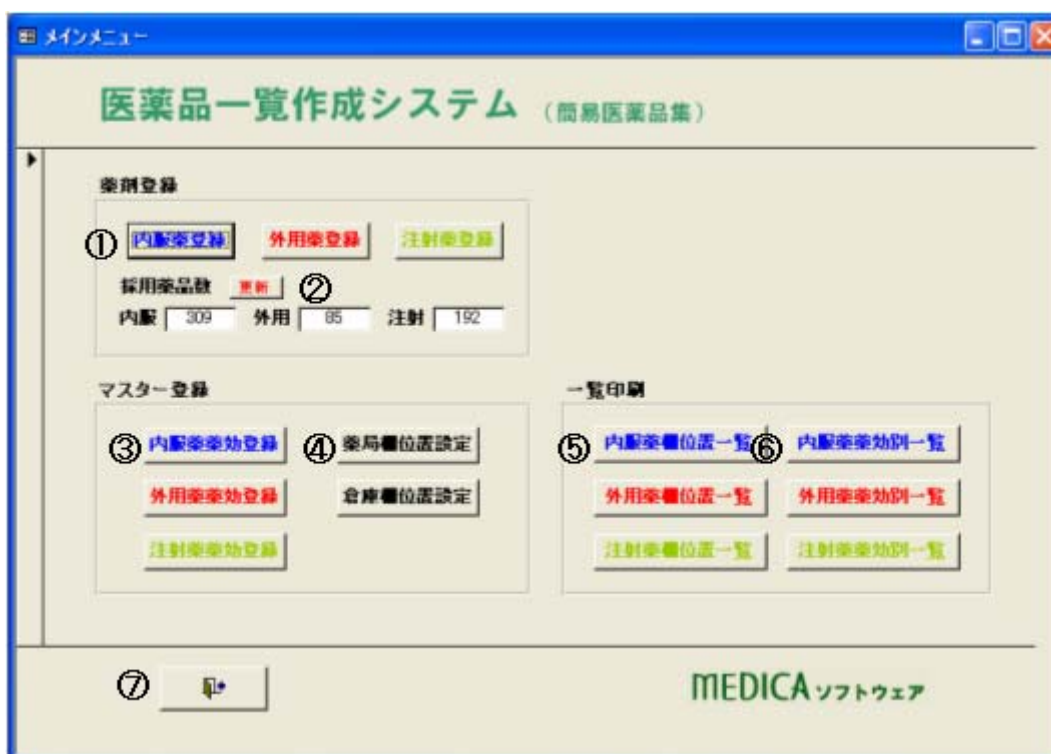 メインメニュー
医薬品一覧作成システム (簡易医薬品集)
薬剤登録
① 内服薬登録 外用薬登録 注射薬登録
採用薬品数 更新 ②
内服 309 外用 85 注射 192
マスター登録
③ 内服薬薬効登録 ④ 薬局棚位置設定
外用薬薬効登録 倉庫棚位置設定
注射薬薬効登録
一覧印刷
⑤ 内服薬棚位置一覧 ⑥ 内服薬薬効別一覧
外用薬棚位置一覧 外用薬薬効別一覧
注射薬棚位置一覧 注射薬薬効別一覧
⑦
MEDICA ソフトウェア